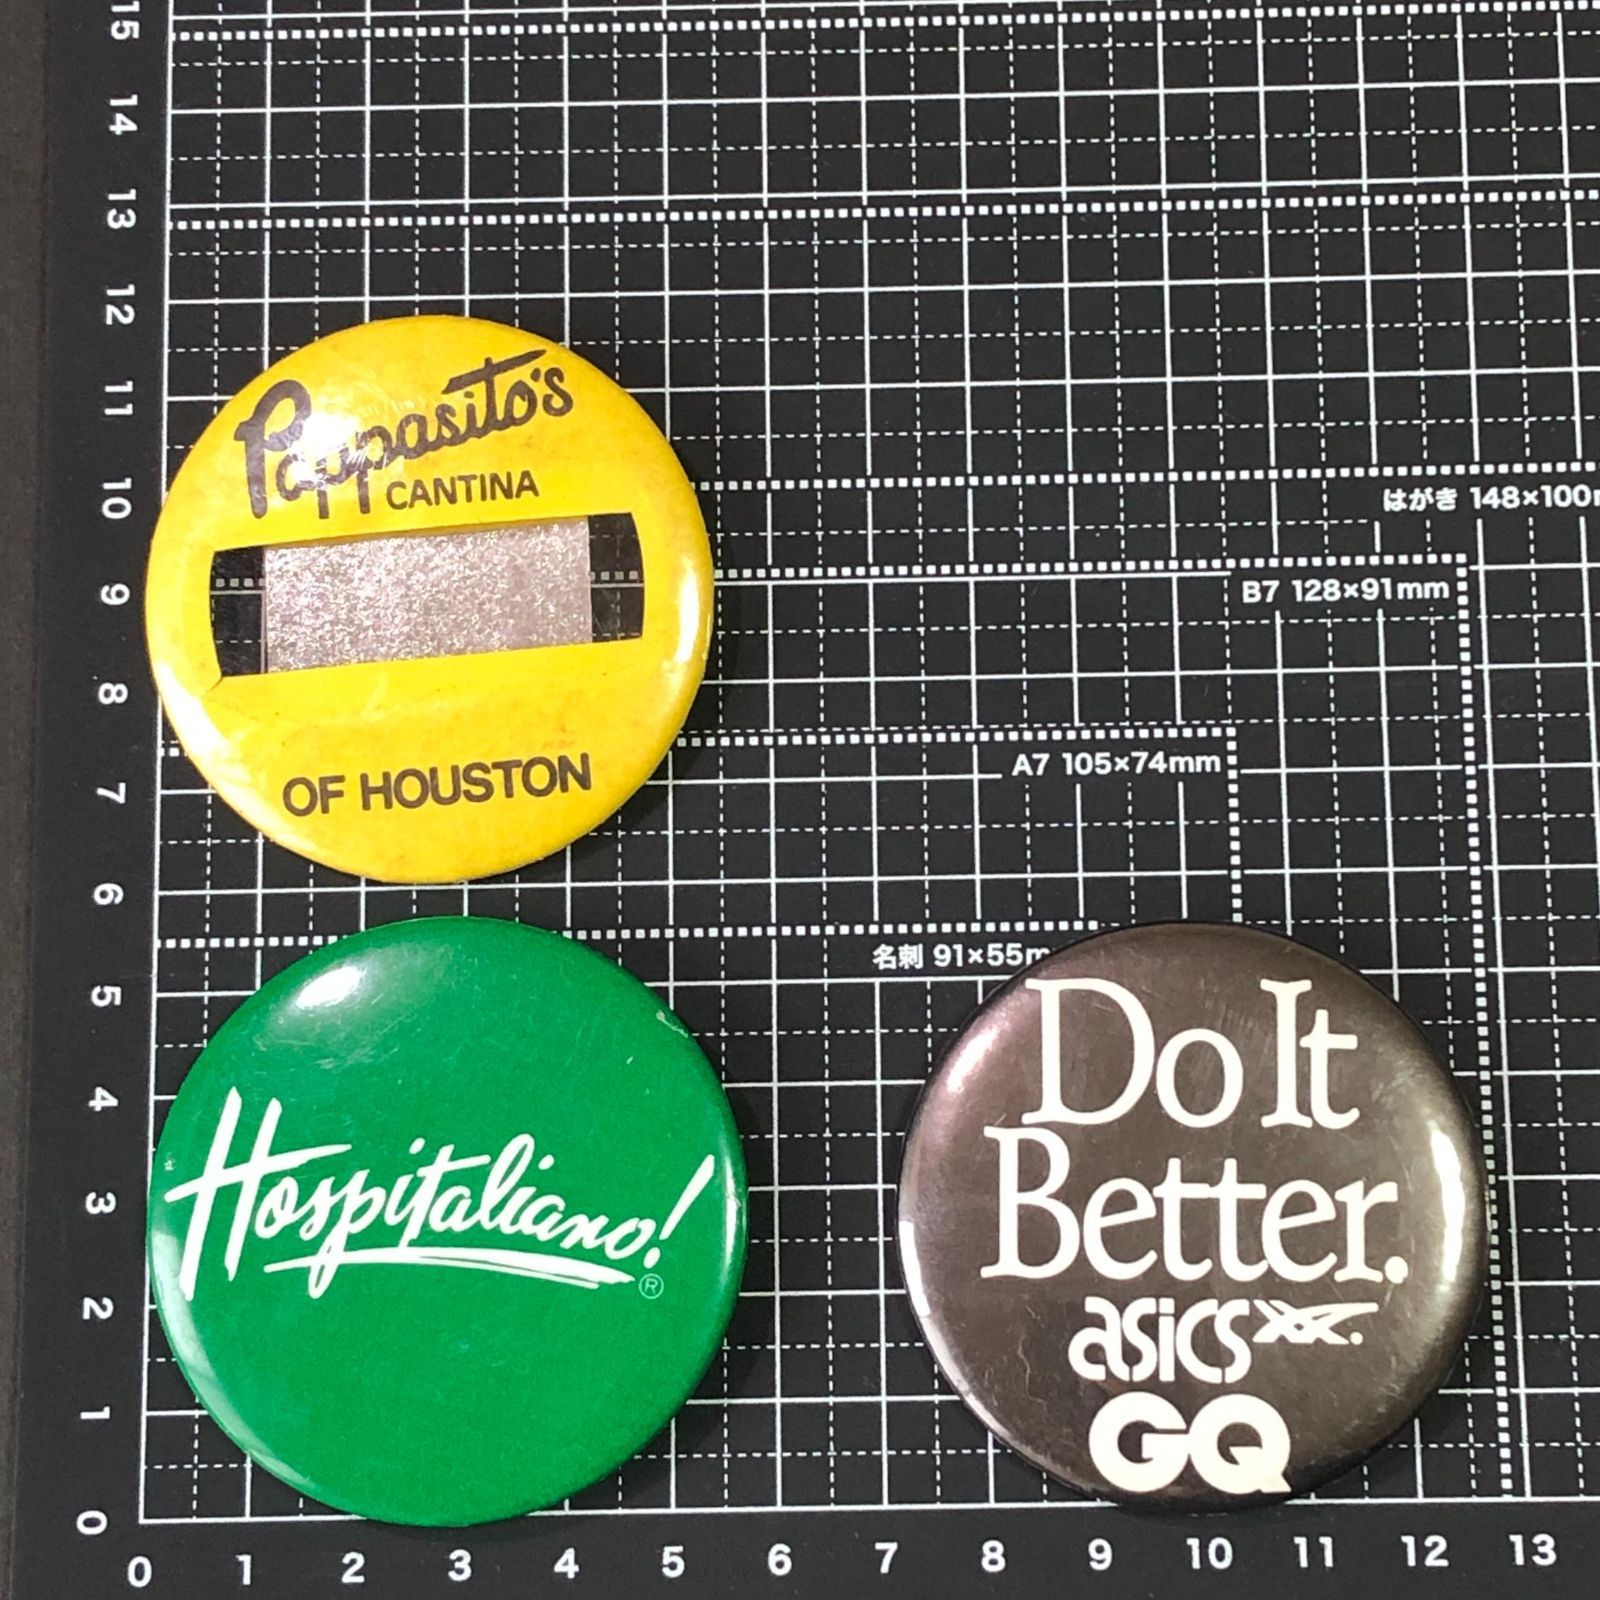 15
14
13
12
11
10
9
8
7
6
5
4
3
2
1
0
0 1 2 3 4 5 6 7 8 9 10 11 12 13
Pappasito's
CANTINA
OF HOUSTON
はがき 148×100
B7 128×91mm
A7 105×74mm
名刺 91×55m
Hospitaliano!
®
Do It
Better.
asics
GQ